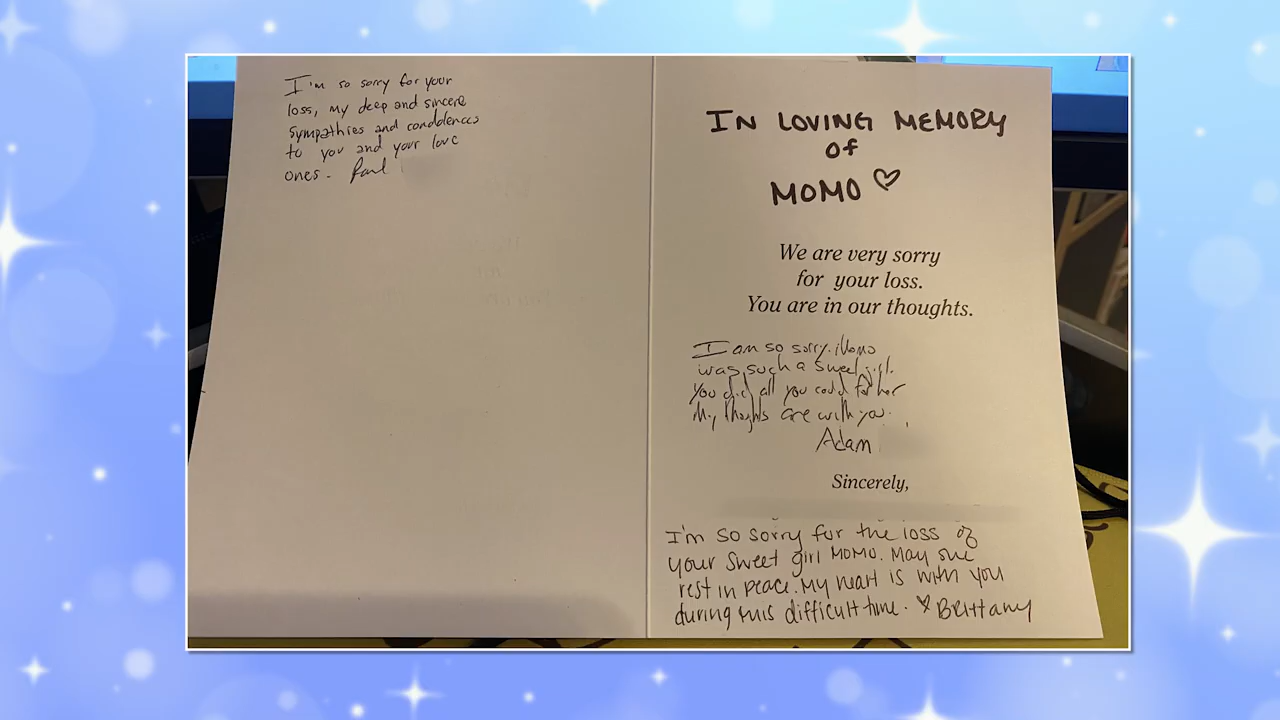 I'm so sorry for your
loss, my deep and sincere
sympathies and condolences
to you and your love
ones. Paul
IN LOVING MEMORY
OF
MOMO ♡
We are very sorry
for your loss.
You are in our thoughts.
I am so sorry. Momo
was such a sweet girl.
You did all you could for her
My thoghts are with you.
Adam
Sincerely,
I'm so sorry for the loss of
your sweet girl MOMO. May she
rest in peace. My heart is with you
during this difficult time. ♡ Brittany